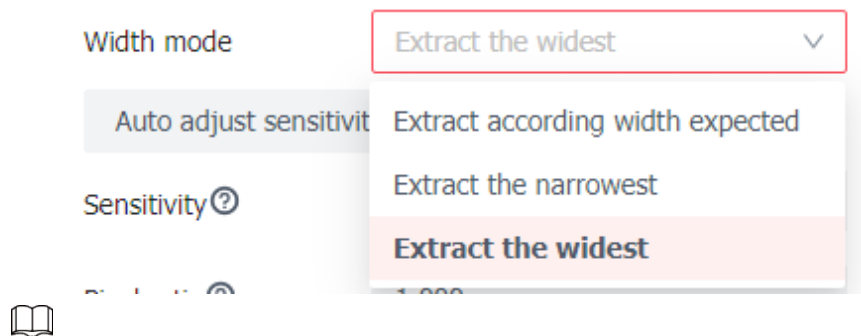 Width mode
Extract the widest
Auto adjust sensitivit
Extract according width expected
Extract the narrowest
Sensitivity
Extract the widest